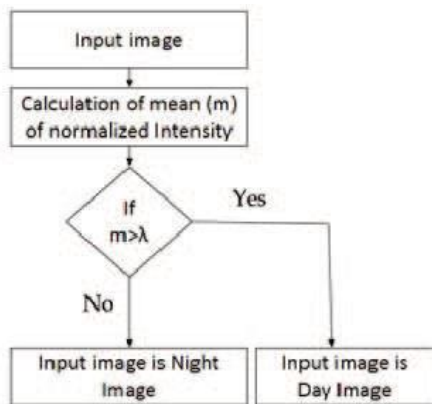 Input image
Calculation of mean (m)
of normalized Intensity
If
m>λ
Yes
No
Input image is Night
Image
Input image is
Day Image